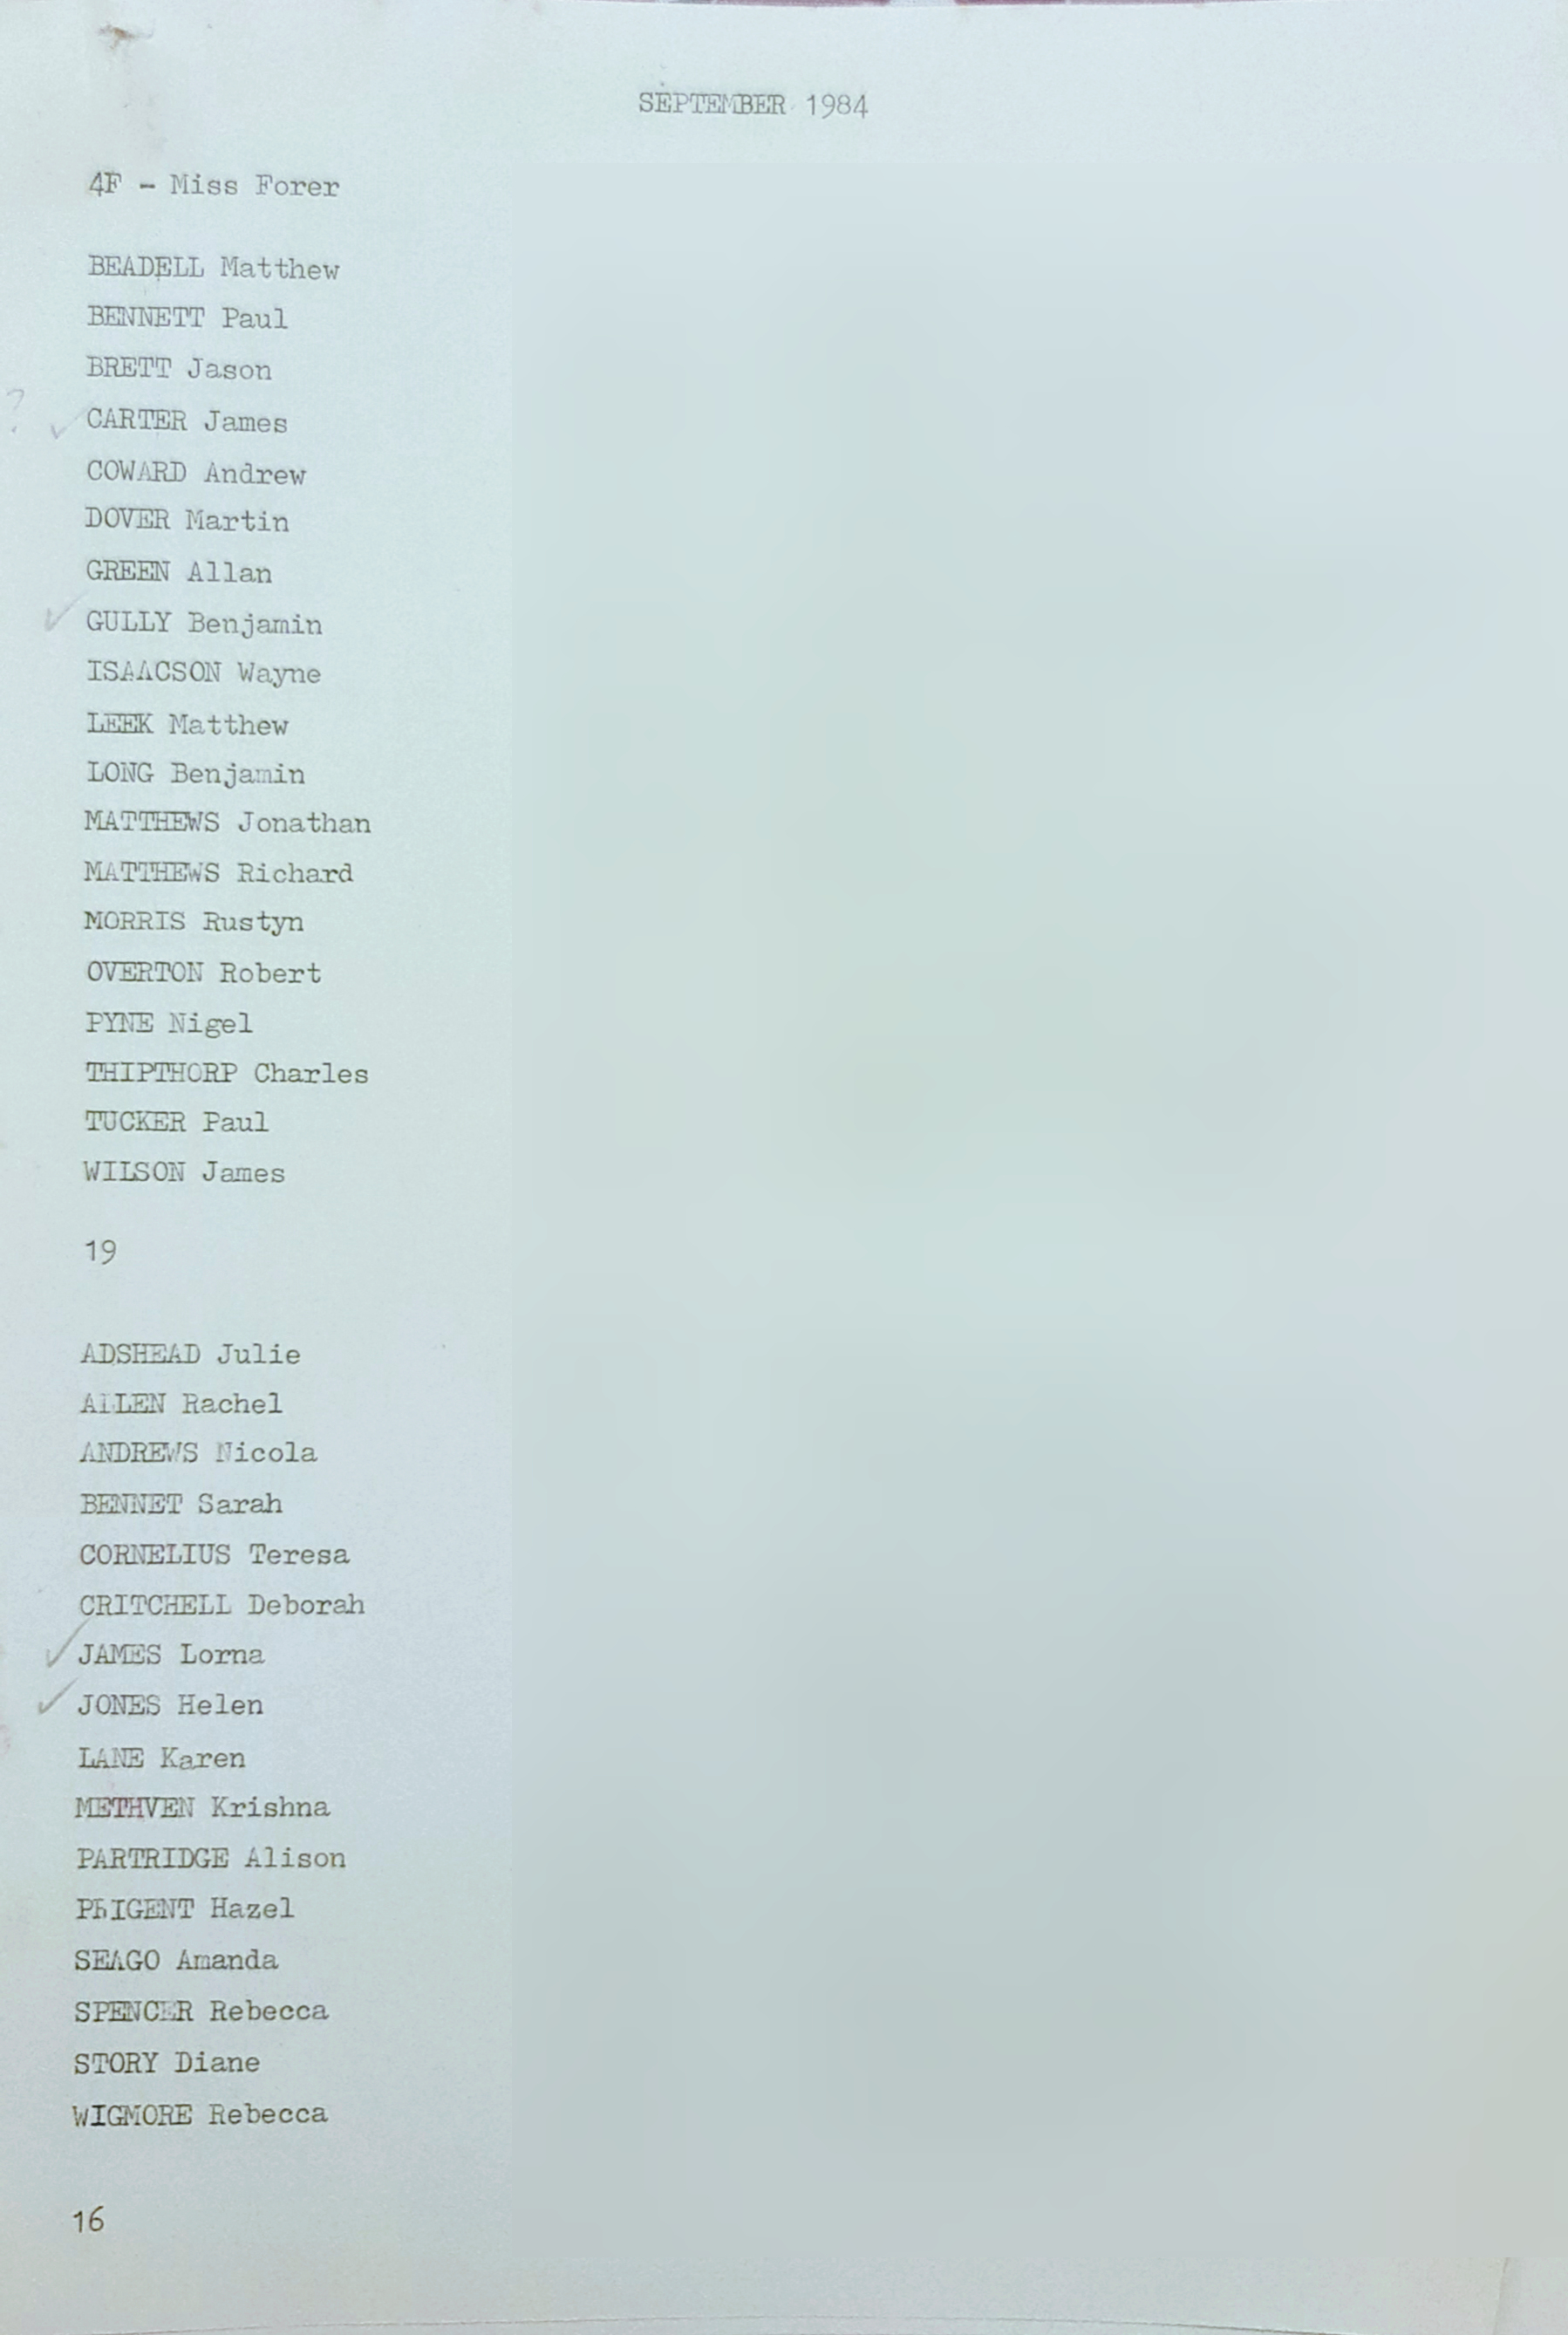 SEPTEMBER 1984
4F - Miss Forer
BEADELL Matthew
BENNETT Paul
BRETT Jason
? ✓ CARTER James
COWARD Andrew
DOVER Martin
GREEN Allan
✓ GULLY Benjamin
ISAACSON Wayne
LEEK Matthew
LONG Benjamin
MATTHEWS Jonathan
MATTHEWS Richard
MORRIS Rustyn
OVERTON Robert
PYNE Nigel
THIPTHORP Charles
TUCKER Paul
WILSON James
19
ADSHEAD Julie
ALLEN Rachel
ANDREWS Nicola
BENNET Sarah
CORNELIUS Teresa
CRITCHELL Deborah
✓ JAMES Lorna
✓ JONES Helen
LANE Karen
METHVEN Krishna
PARTRIDGE Alison
PRIGENT Hazel
SEAGO Amanda
SPENCER Rebecca
STORY Diane
WIGMORE Rebecca
16